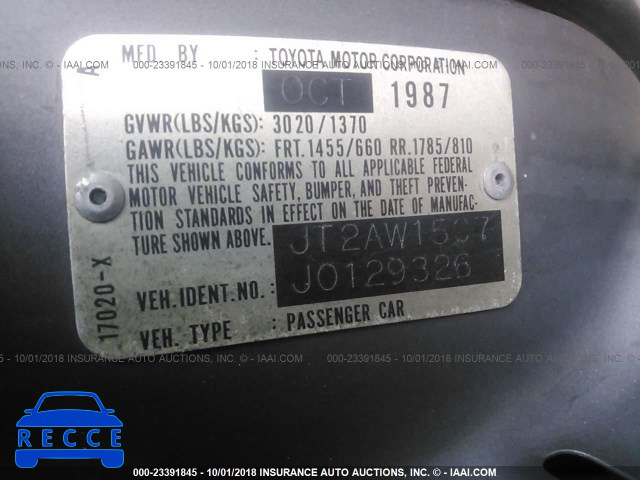 A
MFD. BY : TOYOTA MOTOR CORPORATION
OCT 1987
GVWR(LBS/KGS): 3020/1370
GAWR(LBS/KGS): FRT.1455/660 RR.1785/810
THIS VEHICLE CONFORMS TO ALL APPLICABLE FEDERAL
MOTOR VEHICLE SAFETY, BUMPER, AND THEFT PREVEN-
TION STANDARDS IN EFFECT ON THE DATE OF MANUFAC-
TURE SHOWN ABOVE. JT2AW15C7
VEH. IDENT. NO.: J0129326
VEH. TYPE : PASSENGER CAR
17020-X
000-23391845 - 10/01/2018 INSURANCE AUTO AUCTIONS, INC. - © - IAAI.COM
RECCE
000-23391845 - 10/01/2018 INSURANCE AUTO AUCTIONS, INC. - © - IAAI.COM